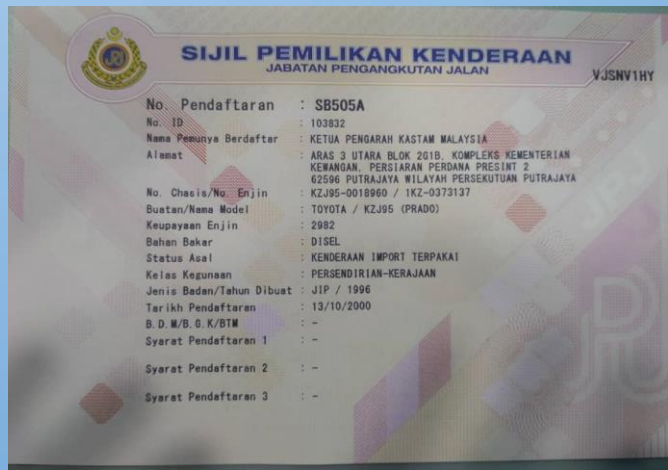 SIJIL PEMILIKAN KENDERAAN
JABATAN PENGANGKUTAN JALAN
VJSNV1HY
No. Pendaftaran : SB505A
No. ID : 103832
Nama Pemunya Berdaftar : KETUA PENGARAH KASTAM MALAYSIA
Alamat : ARAS 3 UTARA BLOK 2G1B, KOMPLEKS KEMENTERIAN
KEWANGAN, PERSIARAN PERDANA PRESINT 2
62596 PUTRAJAYA WILAYAH PERSEKUTUAN PUTRAJAYA
No. Chasis/No. Enjin : KZJ95-0018960 / 1KZ-0373137
Buatan/Nama Model : TOYOTA / KZJ95 (PRADO)
Keupayaan Enjin : 2982
Bahan Bakar : DISEL
Status Asal : KENDERAAN IMPORT TERPAKAI
Kelas Kegunaan : PERSENDIRIAN-KERAJAAN
Jenis Badan/Tahun Dibuat : JIP / 1996
Tarikh Pendaftaran : 13/10/2000
B.D.M/B.G.K/BTM : -
Syarat Pendaftaran 1 : -
Syarat Pendaftaran 2 : -
Syarat Pendaftaran 3 : -